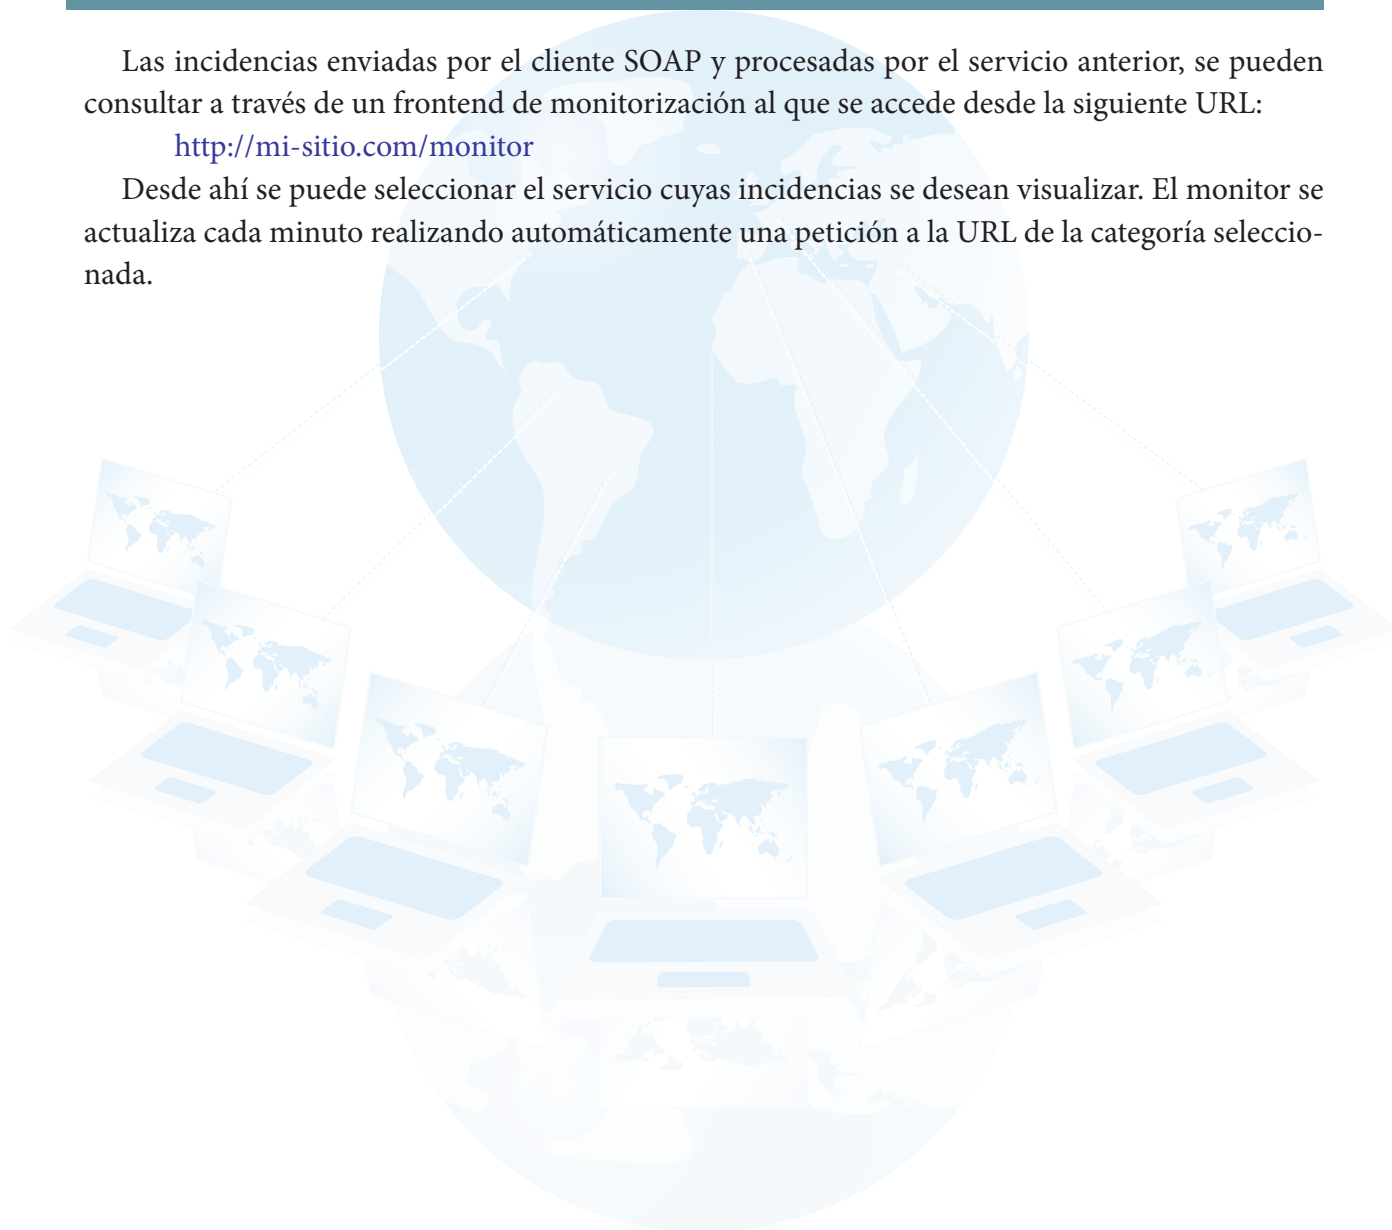 Las incidencias enviadas por el cliente SOAP y procesadas por el servicio anterior, se pueden
consultar a través de un frontend de monitorización al que se accede desde la siguiente URL:
http://mi-sitio.com/monitor
Desde ahí se puede seleccionar el servicio cuyas incidencias se desean visualizar. El monitor se
actualiza cada minuto realizando automáticamente una petición a la URL de la categoría seleccio-
nada.